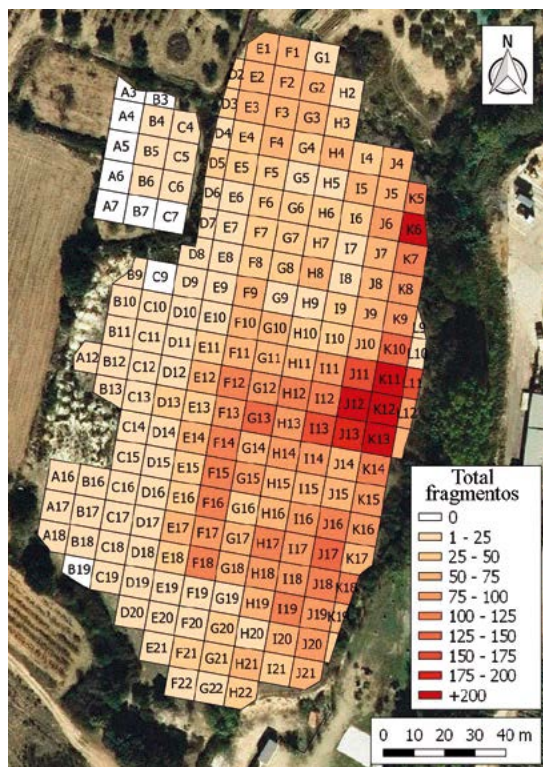 N
E1 F1 G1
D2 E2 F2 G2 H2
A3 B3 D3 E3 F3 G3 H3
A4 B4 C4 D4 E4 F4 G4 H4 I4 J4
A5 B5 C5 D5 E5 F5 G5 H5 I5 J5 K5
A6 B6 C6 D6 E6 F6 G6 H6 I6 J6 K6
A7 B7 C7 D7 E7 F7 G7 H7 I7 J7 K7
D8 E8 F8 G8 H8 I8 J8 K8
B9 C9 D9 E9 F9 G9 H9 I9 J9 K9 L9
B10 C10 D10 E10 F10 G10 H10 I10 J10 K10 L10
B11 C11 D11 E11 F11 G11 H11 I11 J11 K11 L11
A12 B12 C12 D12 E12 F12 G12 H12 I12 J12 K12 L12
B13 C13 D13 E13 F13 G13 H13 I13 J13 K13
C14 D14 E14 F14 G14 H14 I14 J14 K14
C15 D15 E15 F15 G15 H15 I15 J15 K15
A16 B16 C16 D16 E16 F16 G16 H16 I16 J16 K16
A17 B17 C17 D17 E17 F17 G17 H17 I17 J17 K17
A18 B18 C18 D18 E18 F18 G18 H18 I18 J18 K18
B19 C19 D19 E19 F19 G19 H19 I19 J19 K19
D20 E20 F20 G20 H20 I20 J20
E21 F21 G21 H21 I21 J21
F22 G22 H22
Total
fragmentos
0
1 - 25
25 - 50
50 - 75
75 - 100
100 - 125
125 - 150
150 - 175
175 - 200
+200
0 10 20 30 40 m